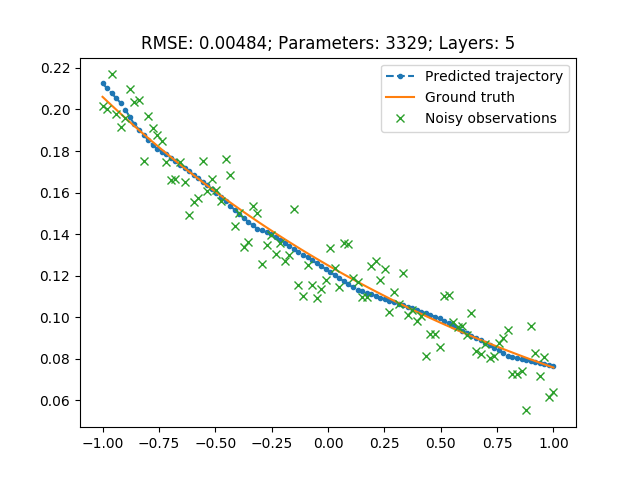 RMSE: 0.00484; Parameters: 3329; Layers: 5
0.22
0.20
0.18
0.16
0.14
0.12
0.10
0.08
0.06
Predicted trajectory
Ground truth
Noisy observations
−1.00 −0.75 −0.50 −0.25 0.00 0.25 0.50 0.75 1.00